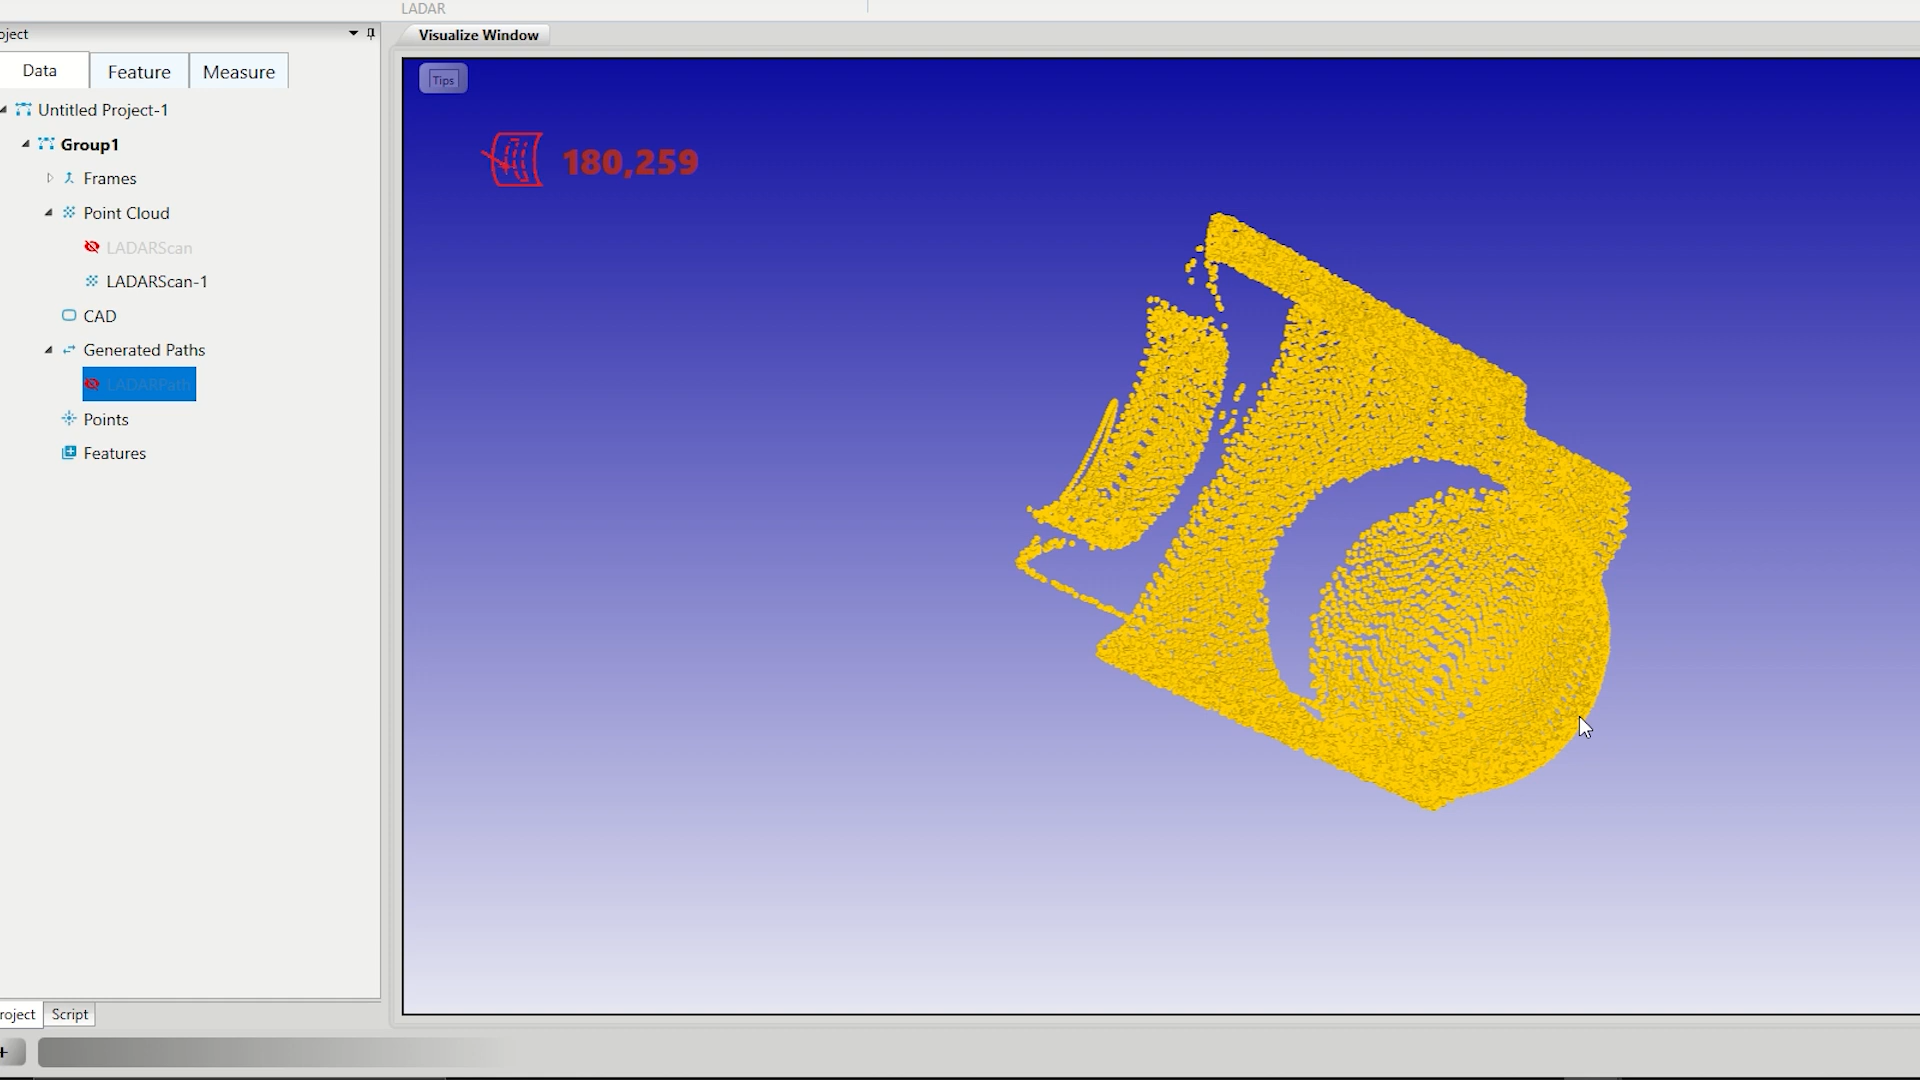 LADAR
oject
Visualize Window
Data
Feature
Measure
Tips
Untitled Project-1
Group1
180,259
Frames
Point Cloud
LADARScan
LADARScan-1
CAD
Generated Paths
LADARPath
Points
Features
roject
Script